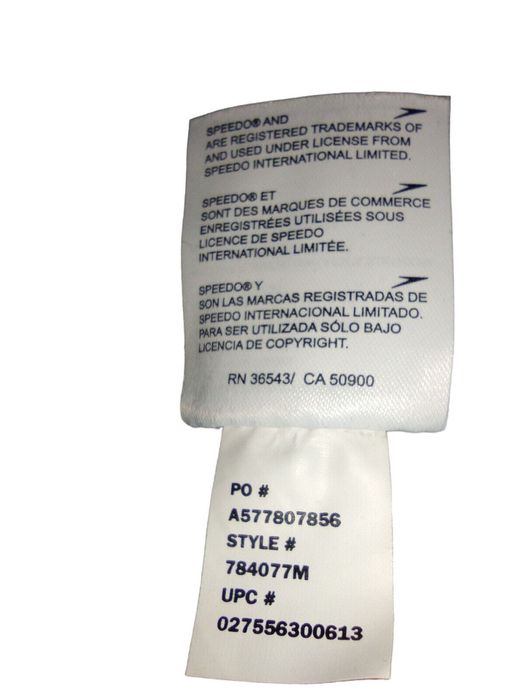 SPEEDO® AND
ARE REGISTERED TRADEMARKS OF
AND USED UNDER LICENSE FROM
SPEEDO INTERNATIONAL LIMITED.
SPEEDO® ET
SONT DES MARQUES DE COMMERCE
ENREGISTRÉES UTILISÉES SOUS
LICENCE DE SPEEDO
INTERNATIONAL LIMITÉE.
SPEEDO® Y
SON LAS MARCAS REGISTRADAS DE
SPEEDO INTERNACIONAL LIMITADO.
PARA SER UTILIZADA SÓLO BAJO
LICENCIA DE COPYRIGHT.
RN 36543/ CA 50900
PO #
A577807856
STYLE #
784077M
UPC #
027556300613